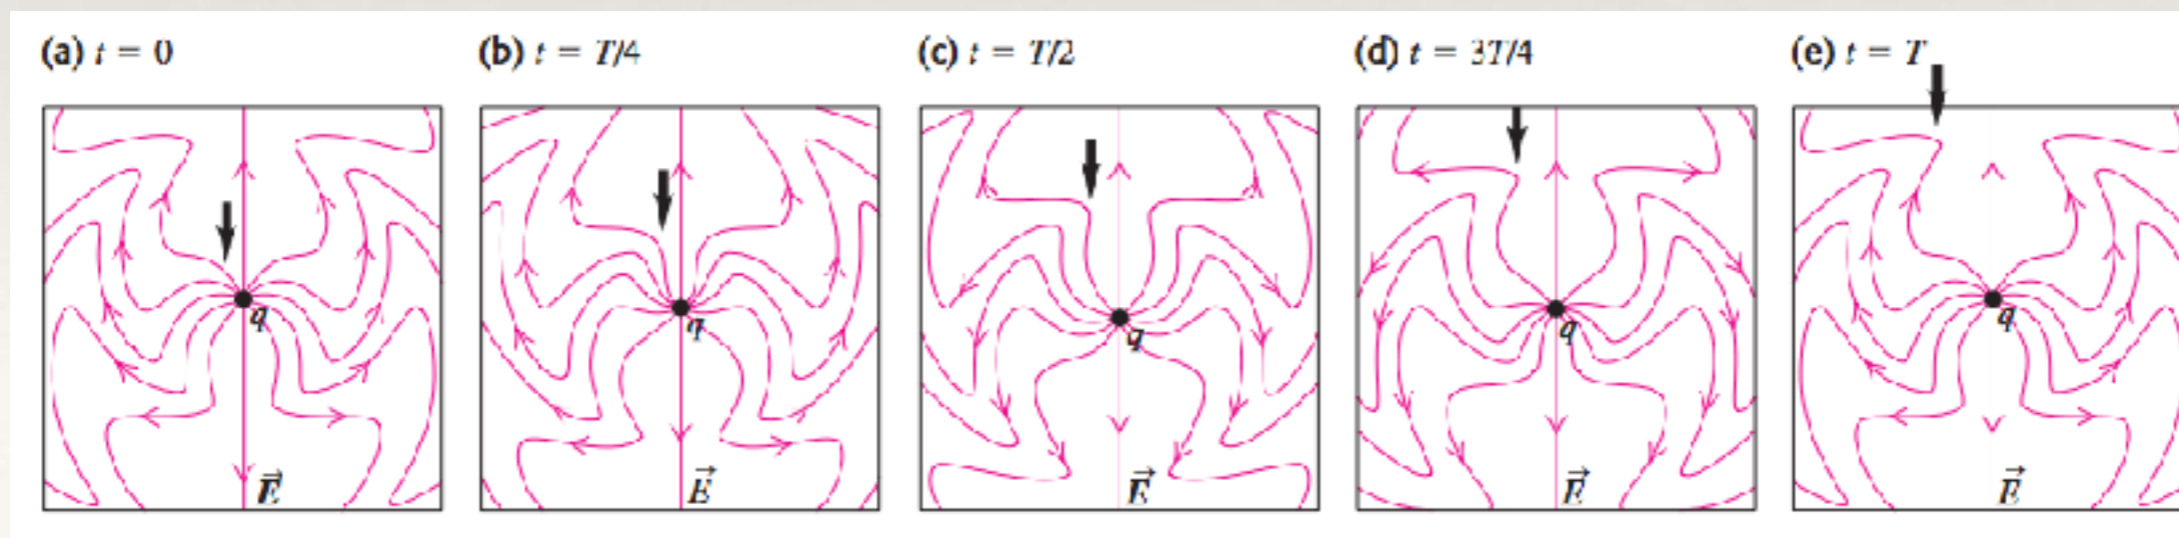 (a) t = 0
(b) t = T/4
(c) t = T/2
(d) t = 3T/4
(e) t = T
q
q
q
q
q
E⃗
E⃗
E⃗
E⃗
E⃗